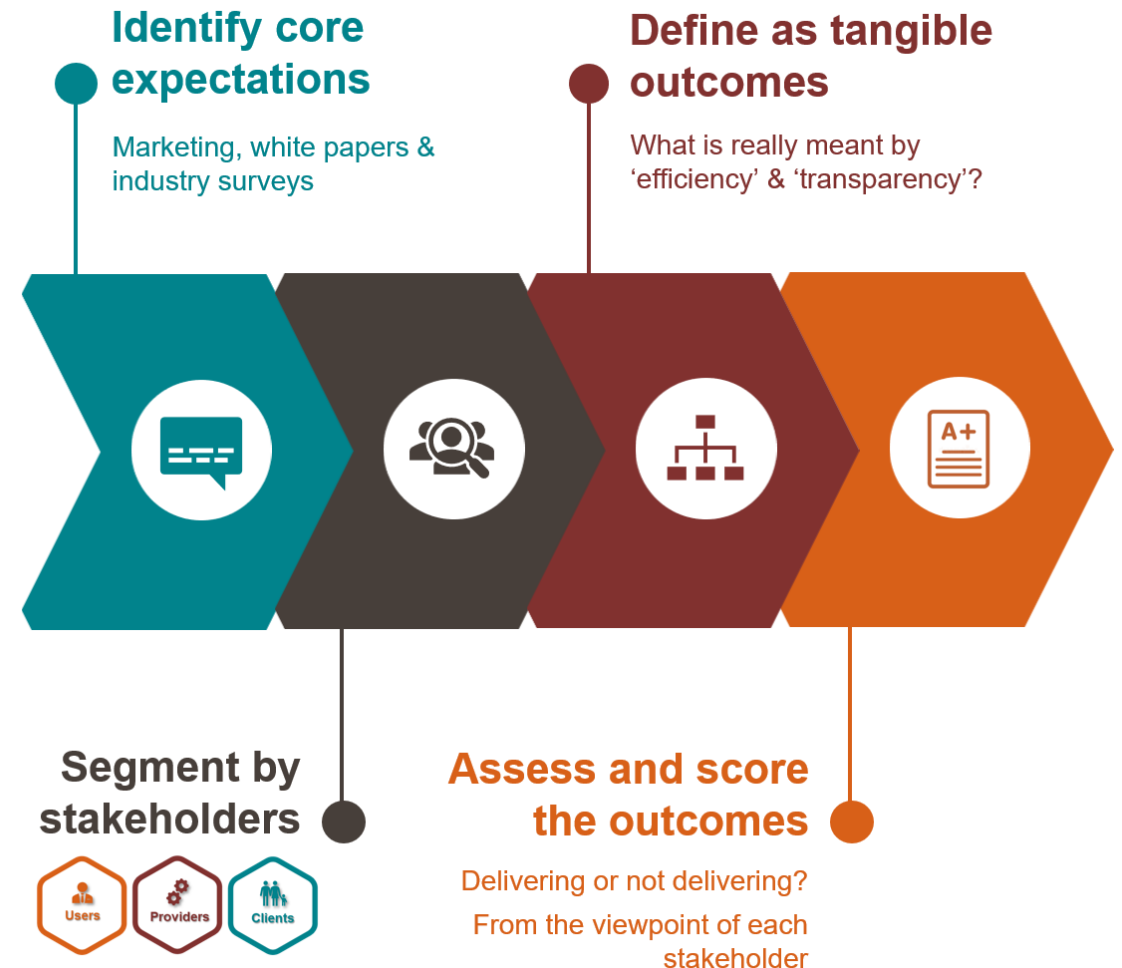 Identify core
expectations
Marketing, white papers &
industry surveys
Define as tangible
outcomes
What is really meant by
‘efficiency’ & ‘transparency’?
A+
Segment by
stakeholders
Users
Providers
Clients
Assess and score
the outcomes
Delivering or not delivering?
From the viewpoint of each
stakeholder